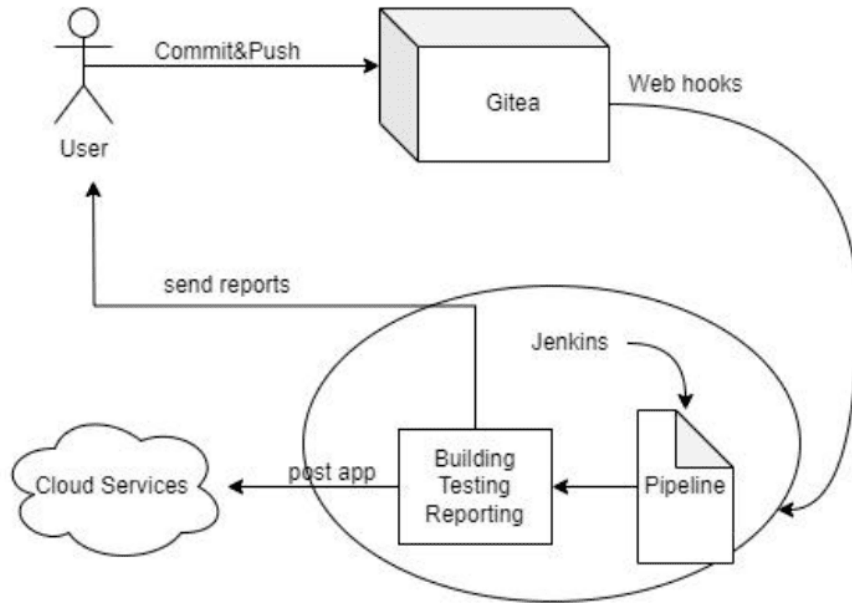 Commit&Push
Gitea
Web hooks
User
send reports
Jenkins
Cloud Services
post app
Building
Testing
Reporting
Pipeline